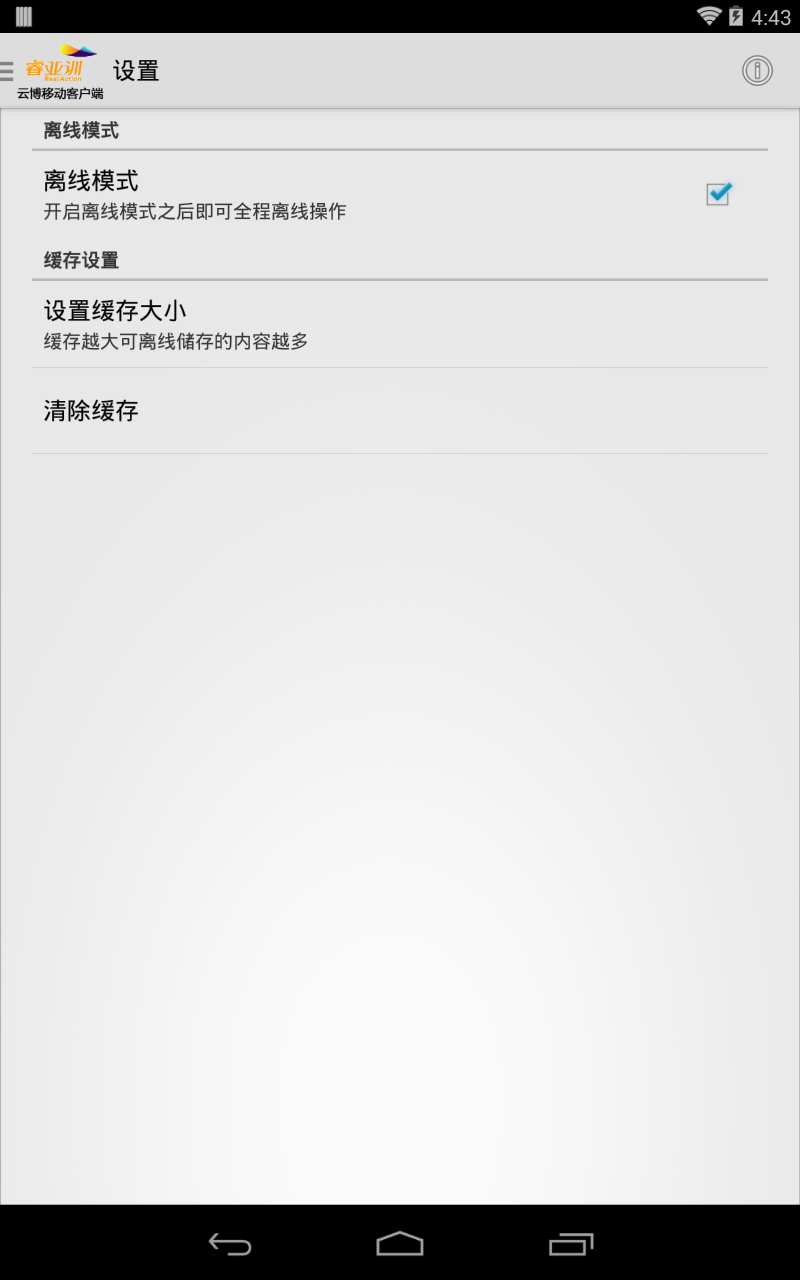 4:43
睿亚训
Real Action
云博移动客户端
设置
离线模式
离线模式
开启离线模式之后即可全程离线操作
缓存设置
设置缓存大小
缓存越大可离线储存的内容越多
清除缓存